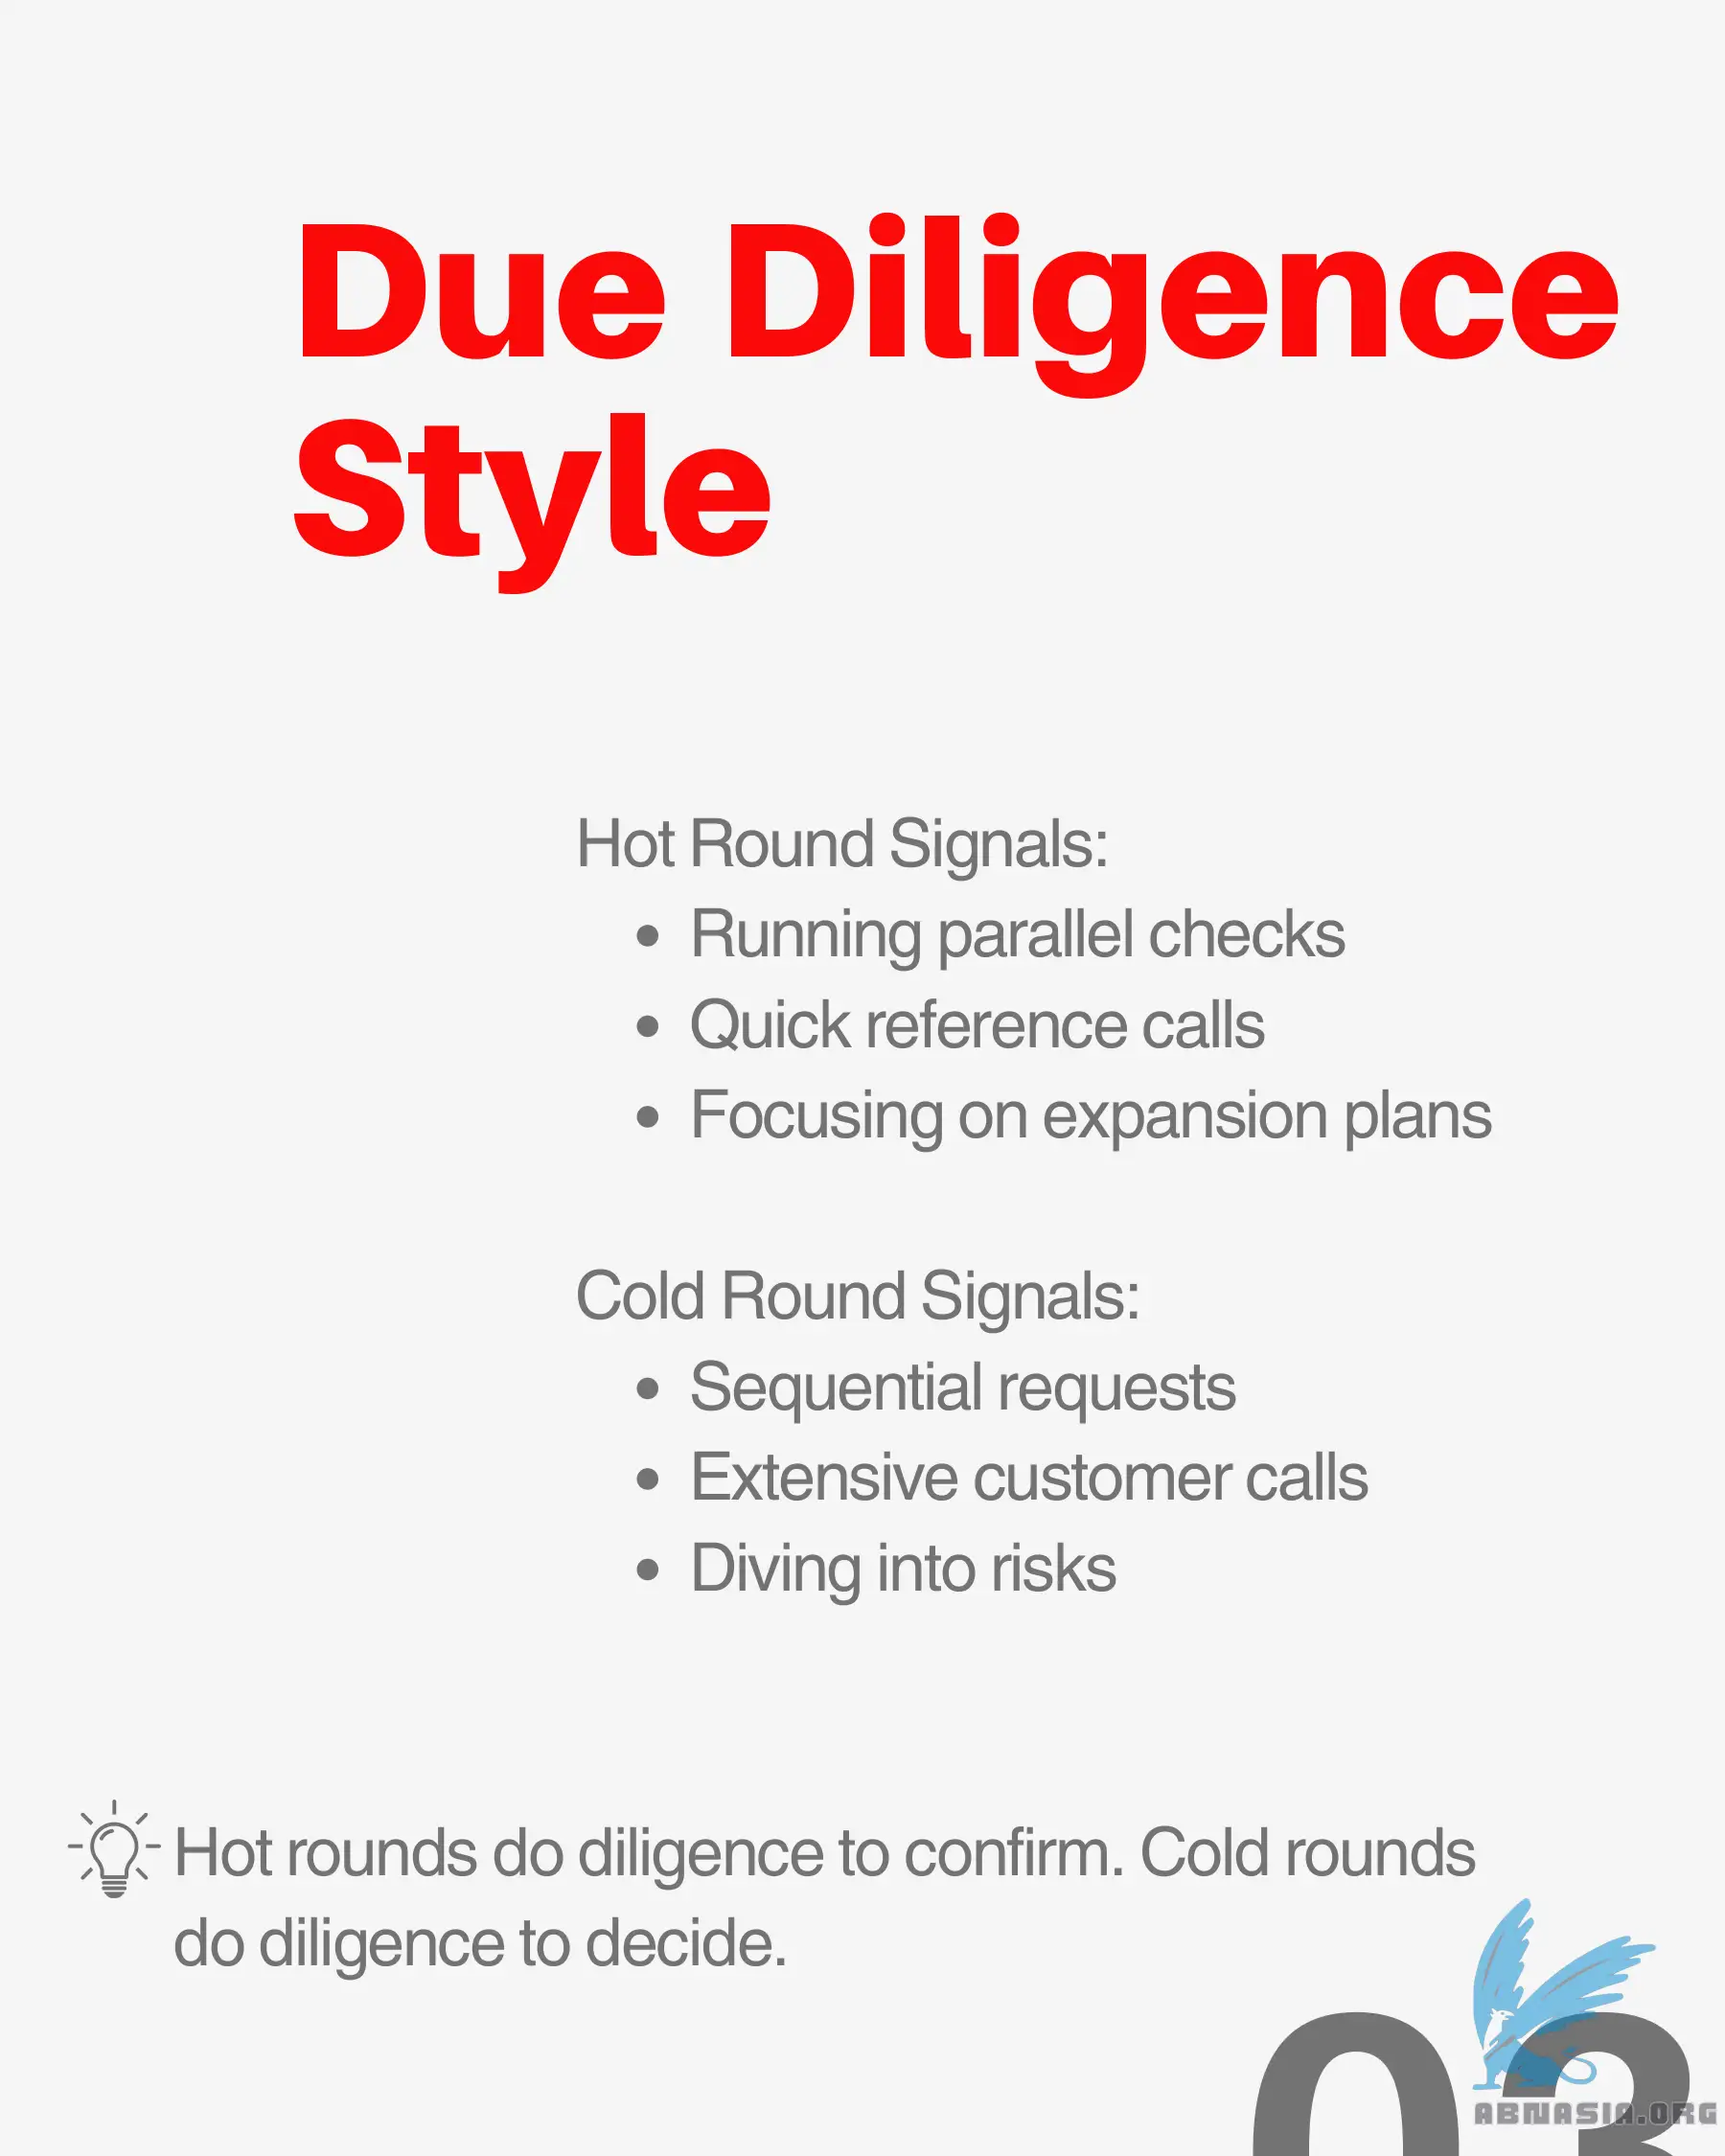 Due Diligence
Style
Hot Round Signals:
• Running parallel checks
• Quick reference calls
• Focusing on expansion plans
Cold Round Signals:
• Sequential requests
• Extensive customer calls
• Diving into risks
Hot rounds do diligence to confirm. Cold rounds
do diligence to decide.
03
ABNASIA.ORG